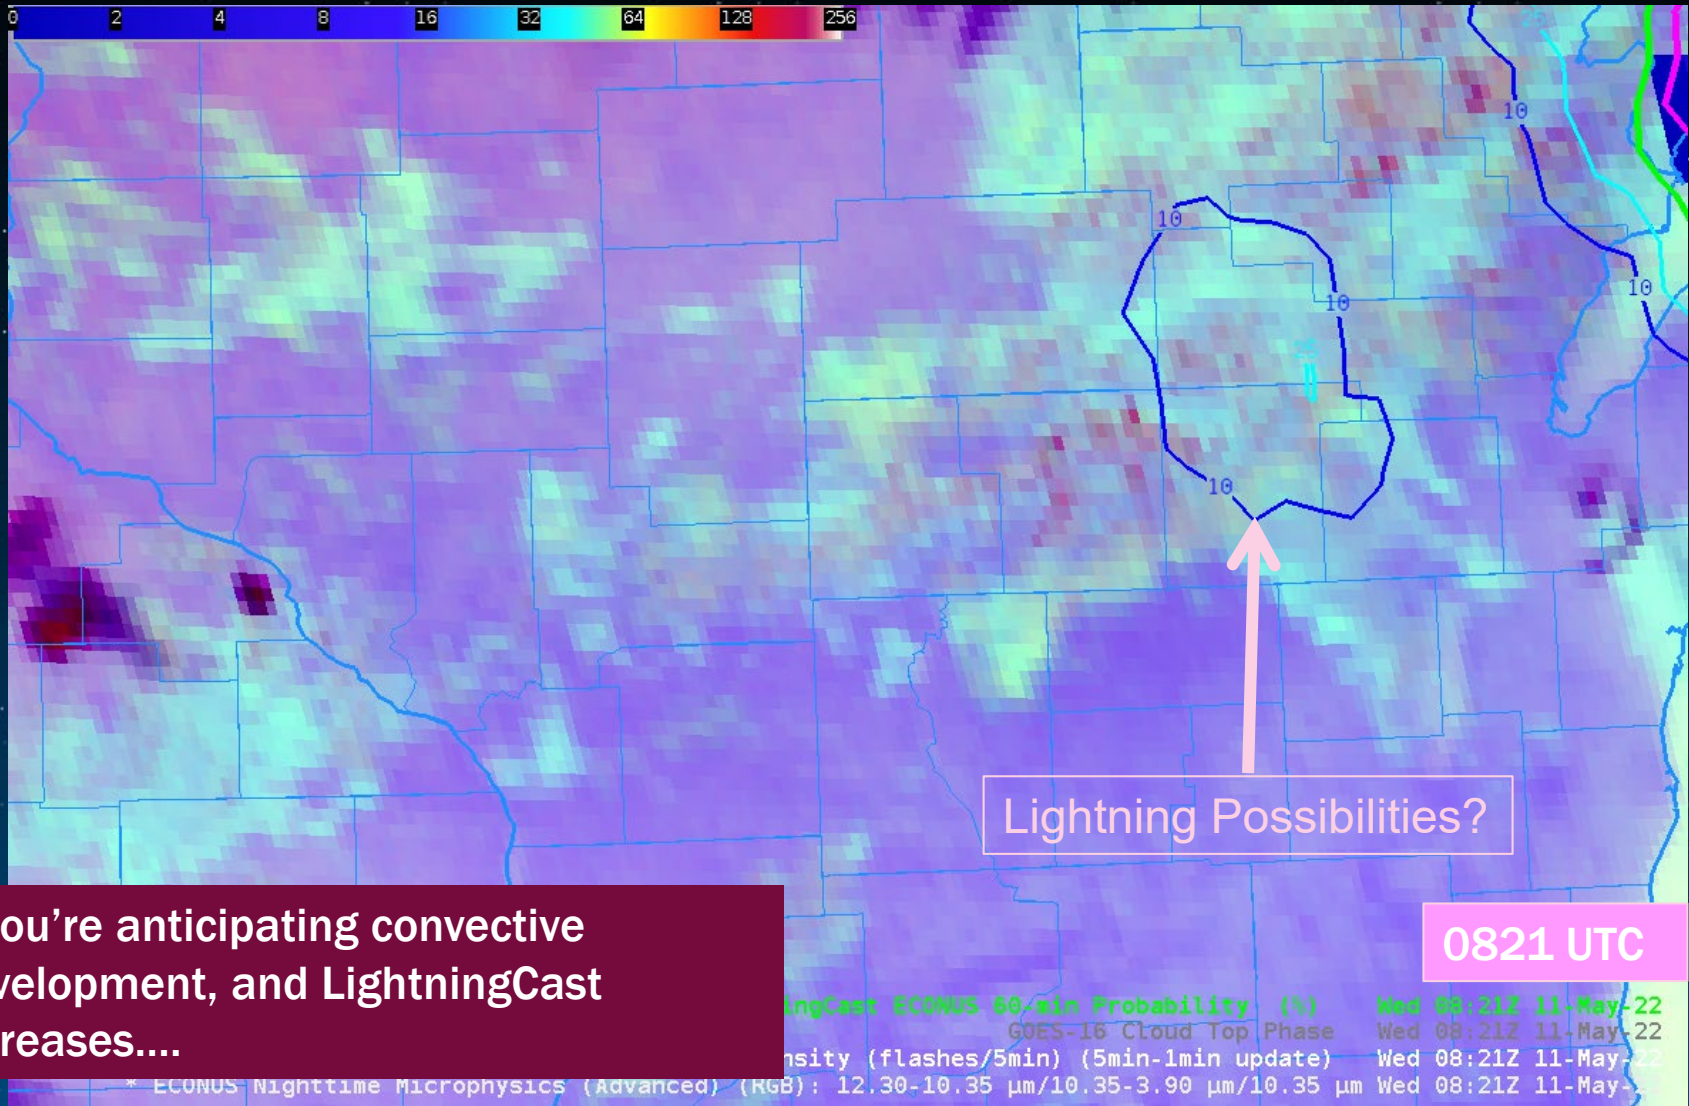 0 2 4 8 16 32 64 128 256
25
10
10
10
10
25
10
Lightning Possibilities?
ou're anticipating convective
velopment, and LightningCast
reases....
0821 UTC
ingCast ECONUS 60-min Probability (%) Wed 08:21Z 11-May-22
GOES-16 Cloud Top Phase Wed 08:21Z 11-May-22
nsity (flashes/5min) (5min-1min update) Wed 08:21Z 11-May-22
* ECONUS Nighttime Microphysics (Advanced) (RGB): 12.30-10.35 µm/10.35-3.90 µm/10.35 µm Wed 08:21Z 11-May-